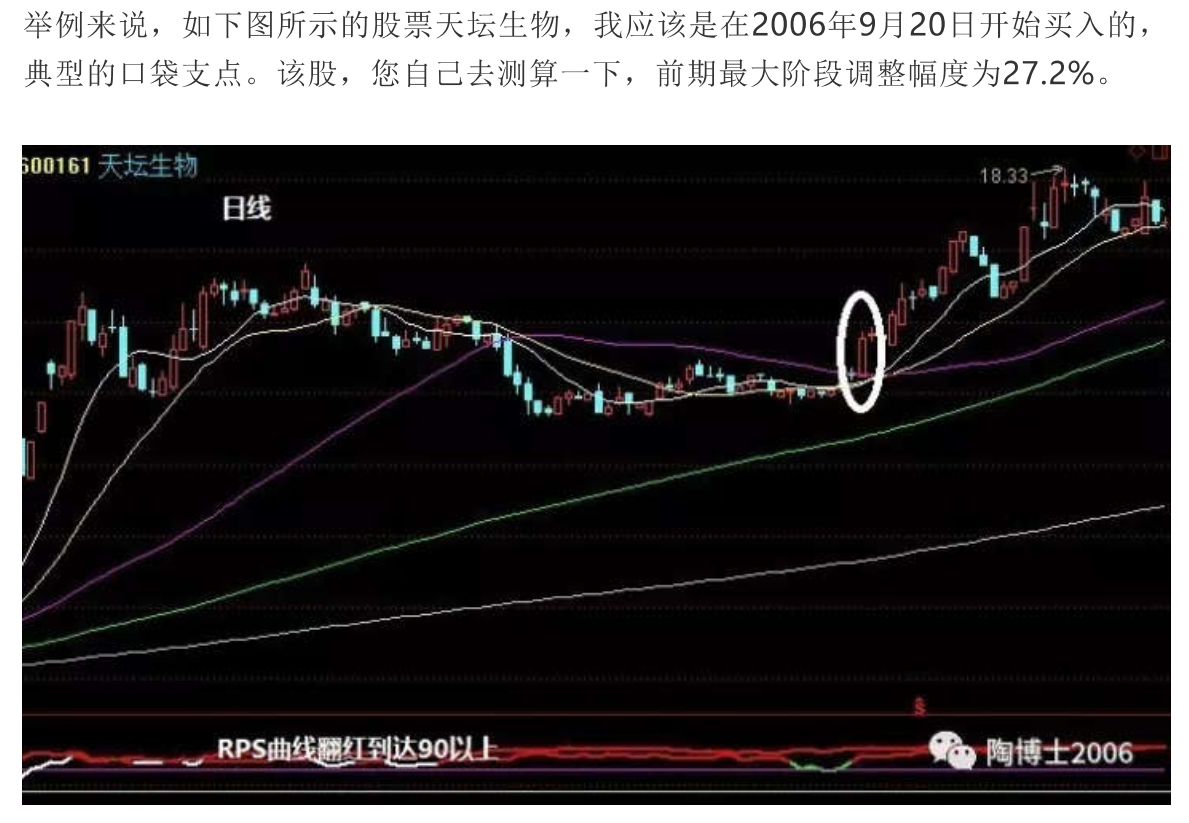 举例来说，如下图所示的股票天坛生物，我应该是在2006年9月20日开始买入的，
典型的口袋支点。该股，您自己去测算一下，前期最大阶段调整幅度为27.2%。
600161 天坛生物
18.33
日线
$
RPS曲线翻红到达90以上
陶博士2006